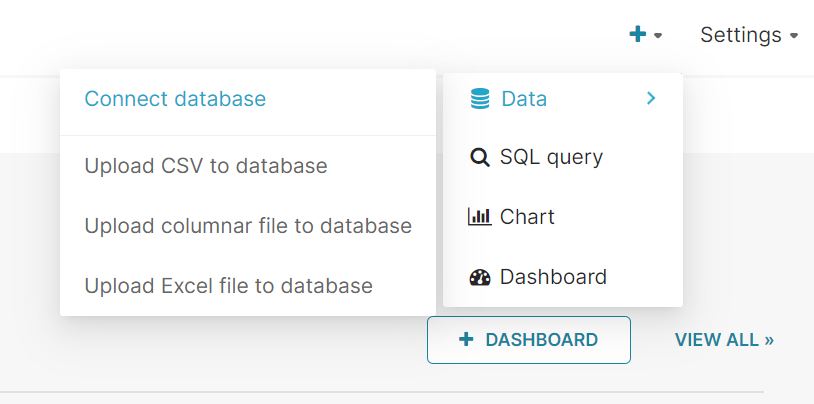 Settings
Connect database
Upload CSV to database
Upload columnar file to database
Upload Excel file to database
Data
SQL query
Chart
Dashboard
DASHBOARD
VIEW ALL »